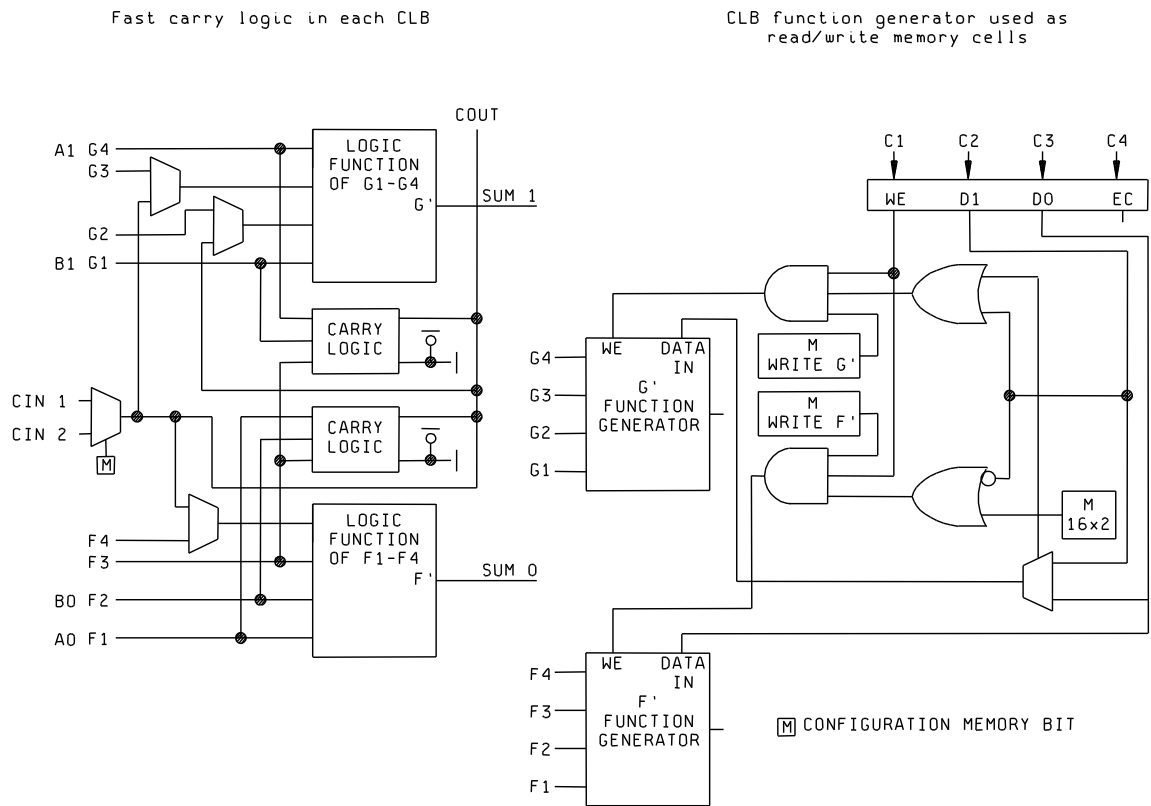 Fast carry logic in each CLB
CLB function generator used as
read/write memory cells
COUT
A1 G4
G3
G2
B1 G1
LOGIC
FUNCTION
OF G1-G4
G'
SUM 1
CARRY
LOGIC
CIN 1
CIN 2
M
CARRY
LOGIC
F4
F3
B0 F2
A0 F1
LOGIC
FUNCTION
OF F1-F4
F'
SUM 0
C1
C2
C3
C4
WE
D1
D0
EC
M
WRITE G'
M
WRITE F'
G4
G3
G2
G1
WE
DATA
IN
G'
FUNCTION
GENERATOR
M
16x2
F4
F3
F2
F1
WE
DATA
IN
F'
FUNCTION
GENERATOR
M CONFIGURATION MEMORY BIT